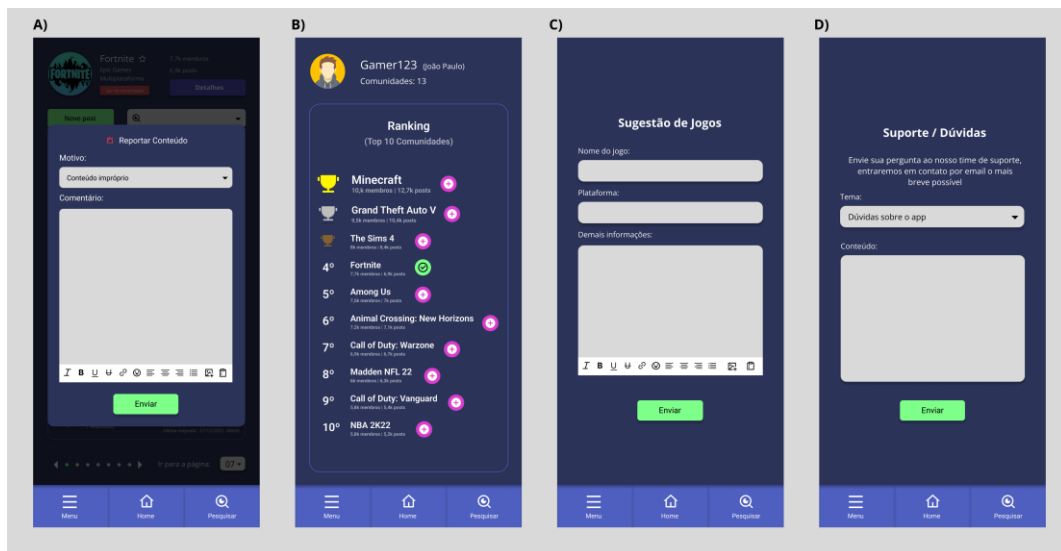 A)
Fortnite
7,7k membros
Epic Games
6,9k posts
Multiplataforma
FORTNITE
Detalhes
Novo post
Reportar Conteúdo
Motivo:
Conteúdo impróprio
Comentário:
I B U
Enviar
Ir para a página: 07
Menu
Home
Pesquisar
B)
Gamer123 (João Paulo)
Comunidades: 13
Ranking
(Top 10 Comunidades)
Minecraft
10,k membros | 12,7k posts
Grand Theft Auto V
9,5k membros | 10,4k posts
The Sims 4
8k membros | 8,4k posts
4º Fortnite
7,7k membros | 6,9k posts
5º Among Us
7,5k membros | 7k posts
6º Animal Crossing: New Horizons
7,2k membros | 7,1k posts
7º Call of Duty: Warzone
6,9k membros | 6,7k posts
8º Madden NFL 22
6k membros | 6,3k posts
9º Call of Duty: Vanguard
5,8k membros | 5,4k posts
10º NBA 2K22
5,8k membros | 5,2k posts
Menu
Home
Pesquisar
C)
Sugestão de Jogos
Nome do jogo:
Plataforma:
Demais informações:
I B U
Enviar
Menu
Home
Pesquisar
D)
Suporte / Dúvidas
Envie sua pergunta ao nosso time de suporte,
entraremos em contato por email o mais
breve possível
Tema:
Dúvidas sobre o app
Conteúdo:
Enviar
Menu
Home
Pesquisar